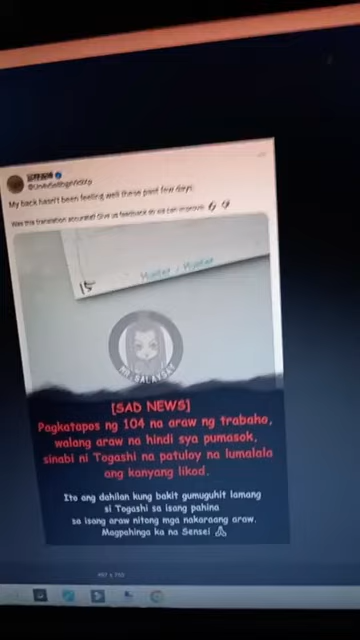 My back hasn't been feeling well these past few days.
Was this translation accurate? Give us feedback so we can improve:
15
[SAD NEWS]
Pagkatapos ng 104 na araw ng trabaho,
walang araw na hindi sya pumasok,
sinabi ni Togashi na patuloy na lumalala
ang kanyang likod.
Ito ang dahilan kung bakit gumuguhit lamang
si Togashi sa isang pahina
sa isang araw nitong mga nakaraang araw.
Magpahinga ka na Sensei